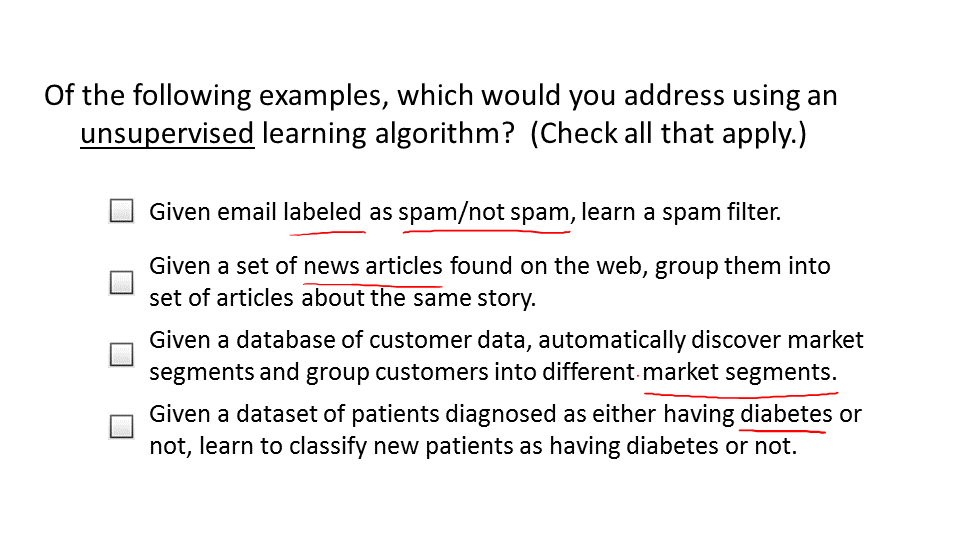 Of the following examples, which would you address using an
unsupervised learning algorithm? (Check all that apply.)
Given email labeled as spam/not spam, learn a spam filter.
Given a set of news articles found on the web, group them into
set of articles about the same story.
Given a database of customer data, automatically discover market
segments and group customers into different market segments.
Given a dataset of patients diagnosed as either having diabetes or
not, learn to classify new patients as having diabetes or not.